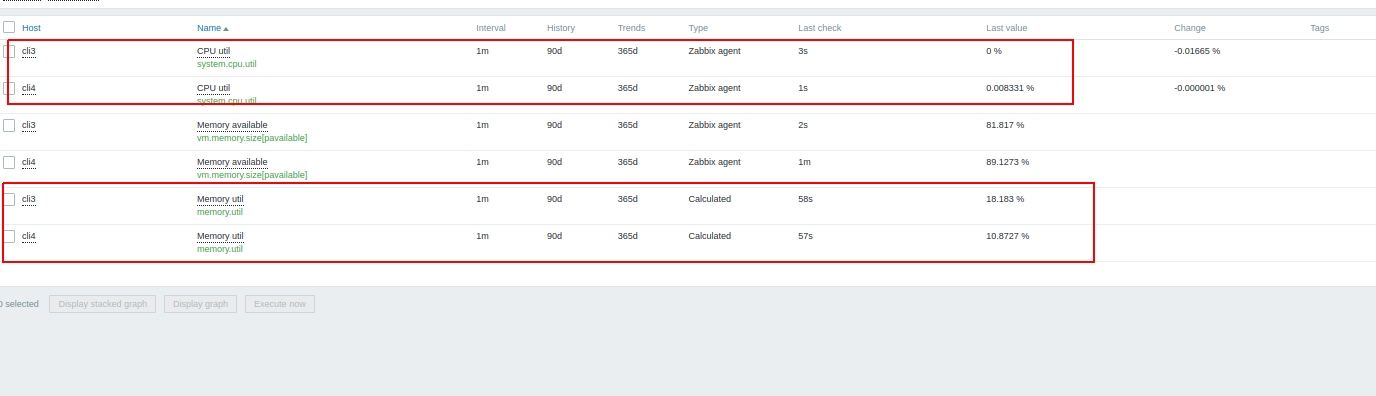 Host Name Interval History Trends Type Last check Last value Change Tags
cli3 CPU util 1m 90d 365d Zabbix agent 3s 0 % -0.01665 %
system.cpu.util
cli4 CPU util 1m 90d 365d Zabbix agent 1s 0.008331 % -0.000001 %
system.cpu.util
cli3 Memory available 1m 90d 365d Zabbix agent 2s 81.817 %
vm.memory.size[pavailable]
cli4 Memory available 1m 90d 365d Zabbix agent 1m 89.1273 %
vm.memory.size[pavailable]
cli3 Memory util 1m 90d 365d Calculated 58s 18.183 %
memory.util
cli4 Memory util 1m 90d 365d Calculated 57s 10.8727 %
memory.util
0 selected Display stacked graph Display graph Execute now